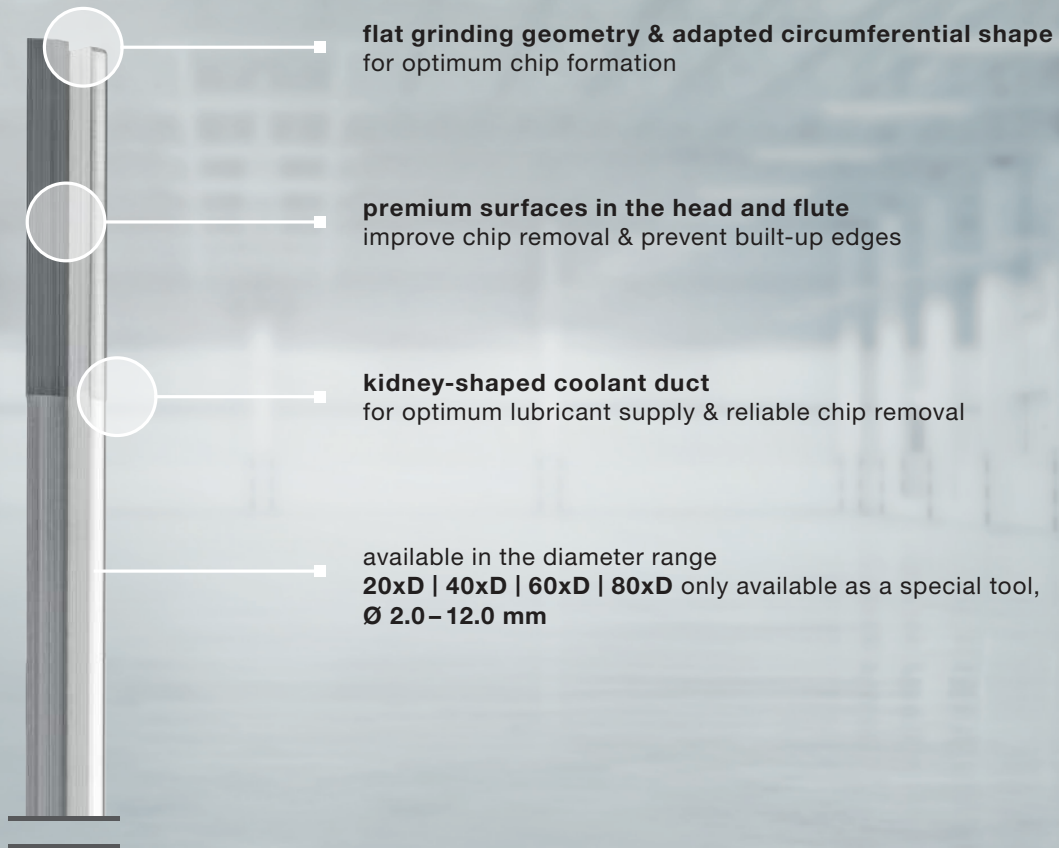 flat grinding geometry & adapted circumferential shape
for optimum chip formation
premium surfaces in the head and flute
improve chip removal & prevent built-up edges
kidney-shaped coolant duct
for optimum lubricant supply & reliable chip removal
available in the diameter range
20xD | 40xD | 60xD | 80xD only available as a special tool,
Ø 2.0–12.0 mm